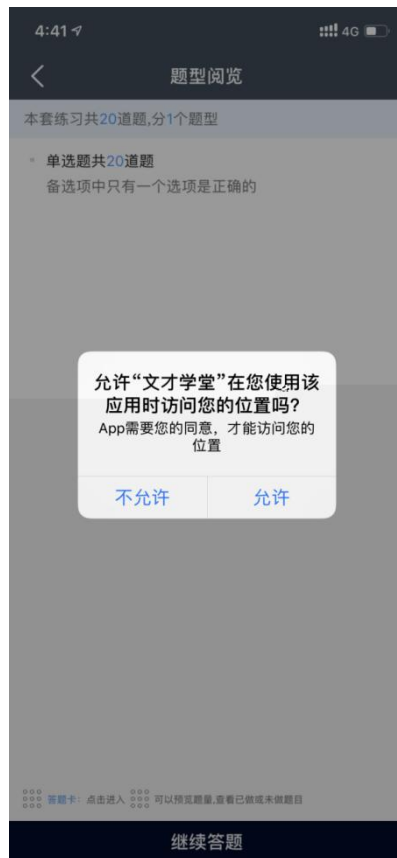 4:41 4G
题型阅览
本套练习共20道题,分1个题型
单选题共20道题
备选项中只有一个选项是正确的
允许“文才学堂”在您使用该
应用时访问您的位置吗?
App需要您的同意，才能访问您的
位置
不允许 允许
答题卡: 点击进入 可以预览题量,查看已做或未做题目
继续答题